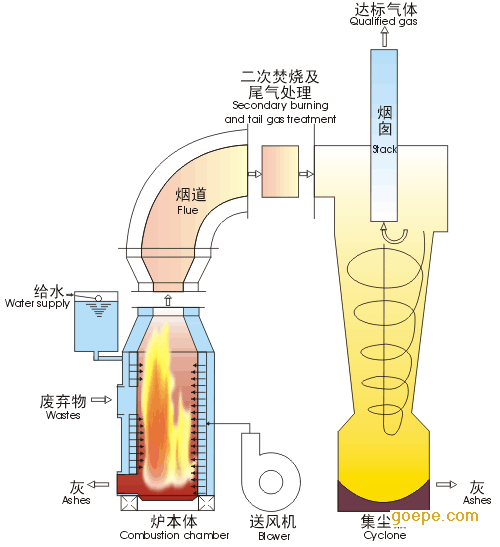 达标气体
Qualified gas
二次焚烧及
尾气处理
Secondary burning
and tail gas treatment
烟囱
Stack
烟道
Flue
给水
Water supply
废弃物
Wastes
灰
Ashes
炉本体
Combustion chamber
送风机
Blower
集尘
Cyclone
灰
Ashes
goepe.com